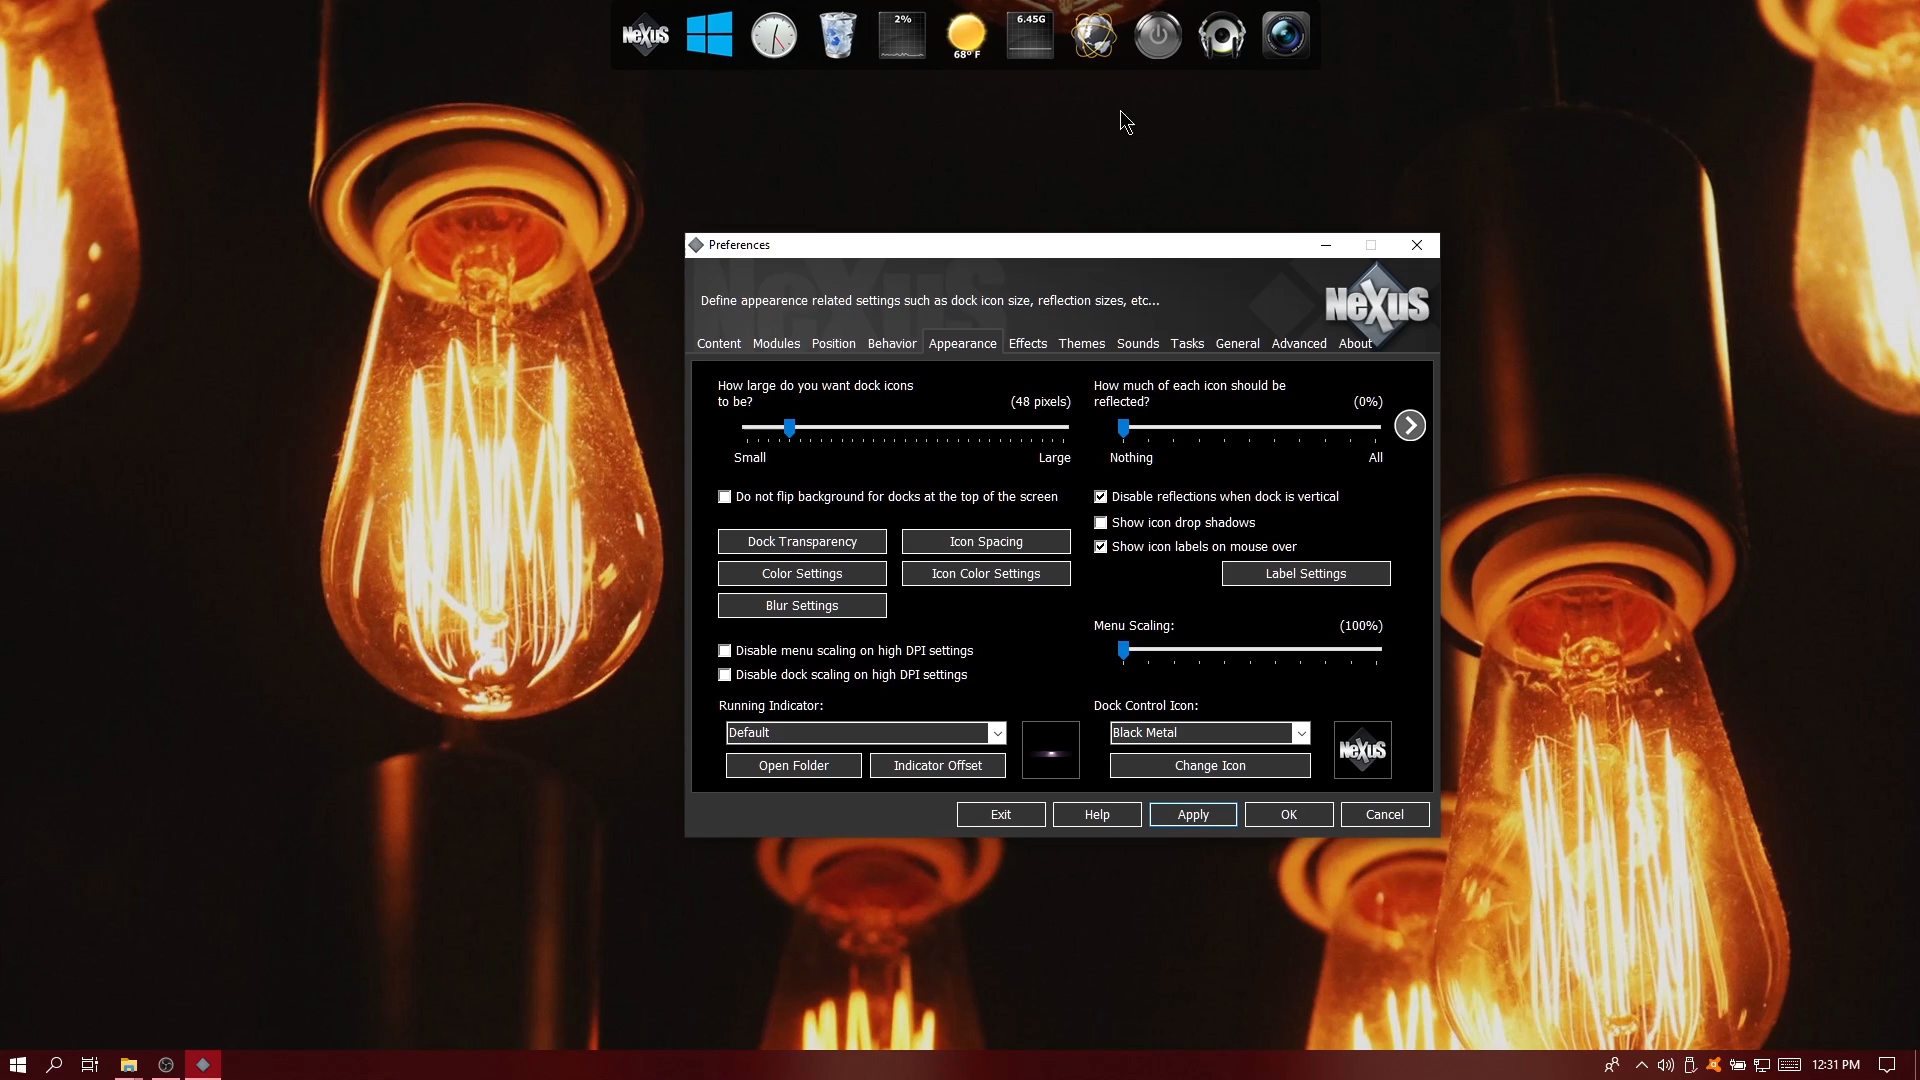 NeXuS
2%
68° F
6.45G
Preferences
Define appearence related settings such as dock icon size, reflection sizes, etc...
NeXuS
Content Modules Position Behavior Appearance Effects Themes Sounds Tasks General Advanced About
How large do you want dock icons
to be? (48 pixels)
Small Large
How much of each icon should be
reflected? (0%)
Nothing All
Do not flip background for docks at the top of the screen
Disable reflections when dock is vertical
Show icon drop shadows
Show icon labels on mouse over
Dock Transparency Icon Spacing
Color Settings Icon Color Settings Label Settings
Blur Settings
Menu Scaling: (100%)
Disable menu scaling on high DPI settings
Disable dock scaling on high DPI settings
Running Indicator: Dock Control Icon:
Default Black Metal
NeXuS
Open Folder Indicator Offset Change Icon
Exit Help Apply OK Cancel
12:31 PM